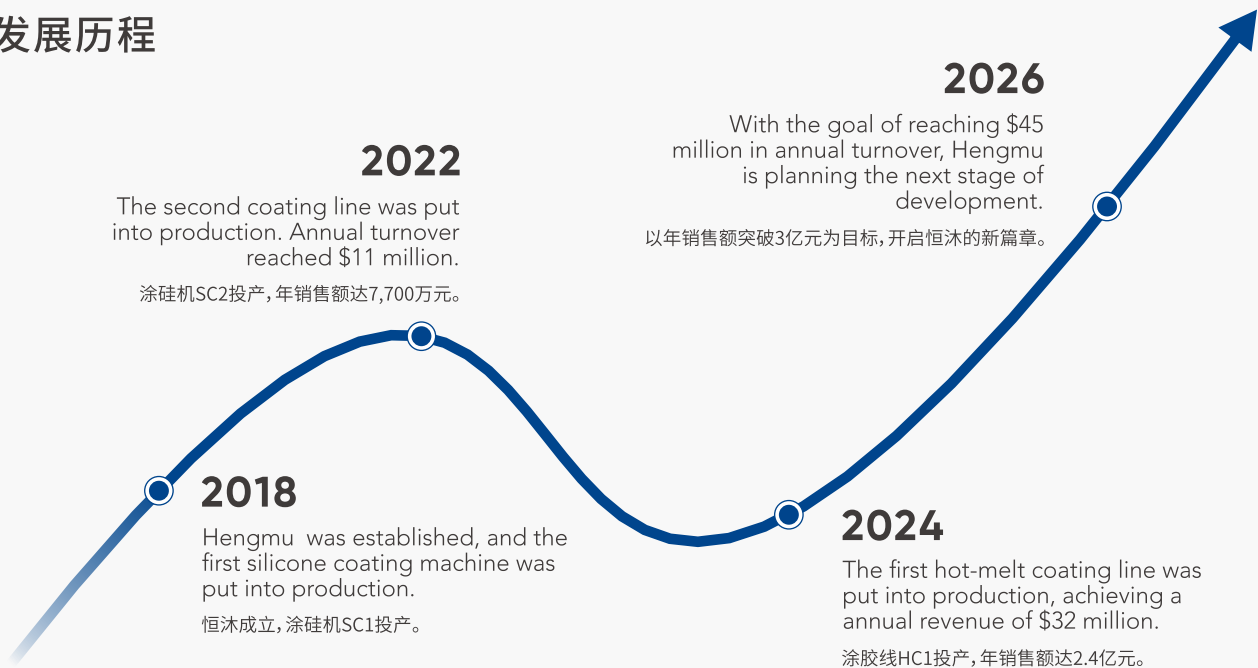 发展历程
2018
Hengmu was established, and the
first silicone coating machine was
put into production.
恒沐成立，涂硅机SC1投产。
2022
The second coating line was put
into production. Annual turnover
reached $11 million.
涂硅机SC2投产，年销售额达7,700万元。
2024
The first hot-melt coating line was
put into production, achieving a
annual revenue of $32 million.
涂胶线HC1投产，年销售额达2.4亿元。
2026
With the goal of reaching $45
million in annual turnover, Hengmu
is planning the next stage of
development.
以年销售额突破3亿元为目标，开启恒沐的新篇章。